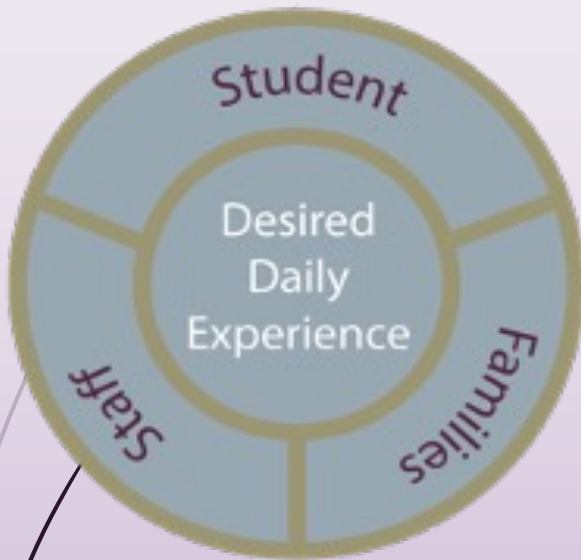 Student
Desired
Daily
Experience
Staff
Families